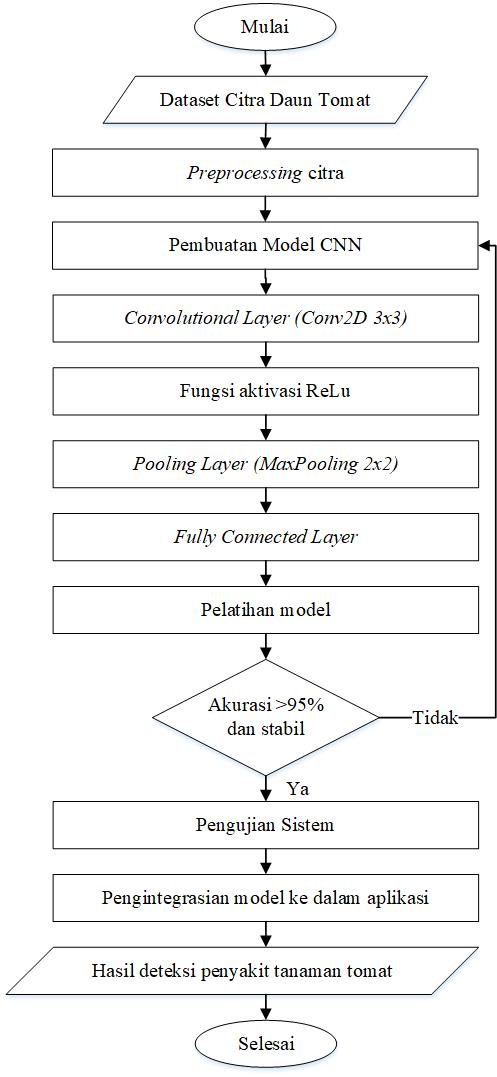 Mulai
Dataset Citra Daun Tomat
Preprocessing citra
Pembuatan Model CNN
Convolutional Layer (Conv2D 3x3)
Fungsi aktivasi ReLu
Pooling Layer (MaxPooling 2x2)
Fully Connected Layer
Pelatihan model
Akurasi >95%
dan stabil
Tidak
Ya
Pengujian Sistem
Pengintegrasian model ke dalam aplikasi
Hasil deteksi penyakit tanaman tomat
Selesai